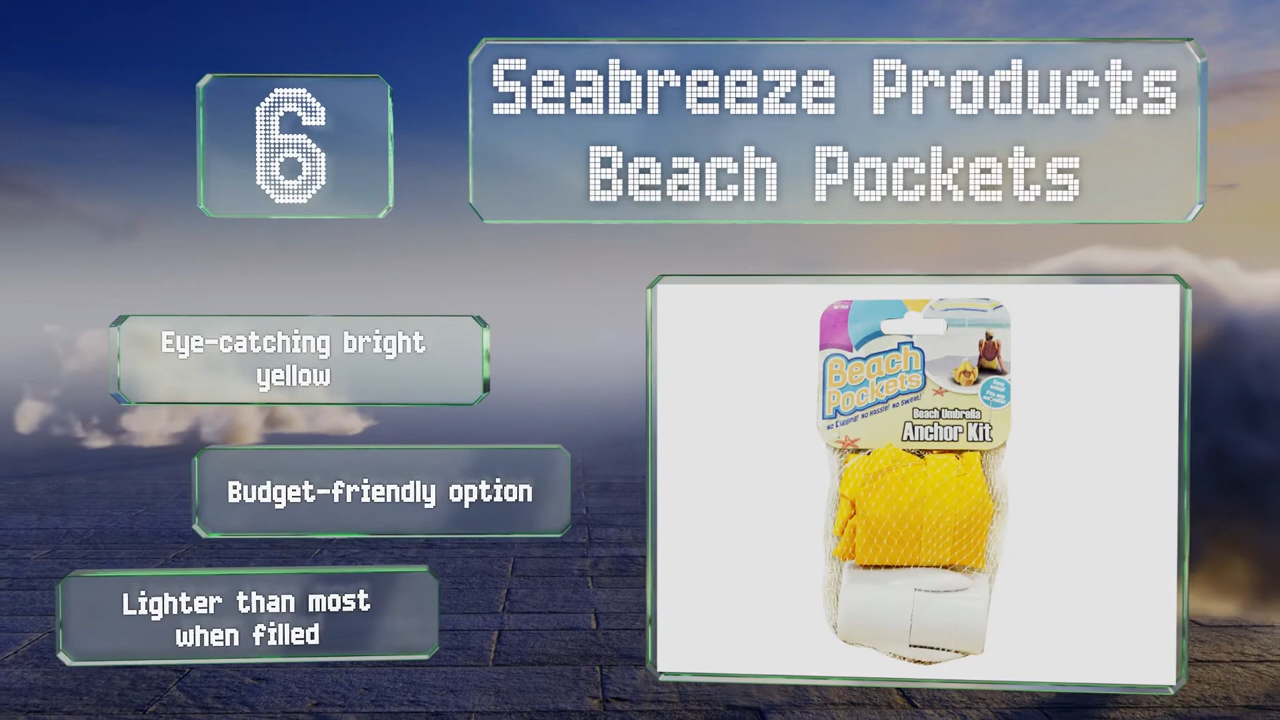 6
Seabreeze Products
Beach Pockets
Eye-catching bright
yellow
Budget-friendly option
Lighter than most
when filled
Beach
Pockets
No Digging! No Hassle! No Sweat!
Beach Umbrella
Anchor Kit